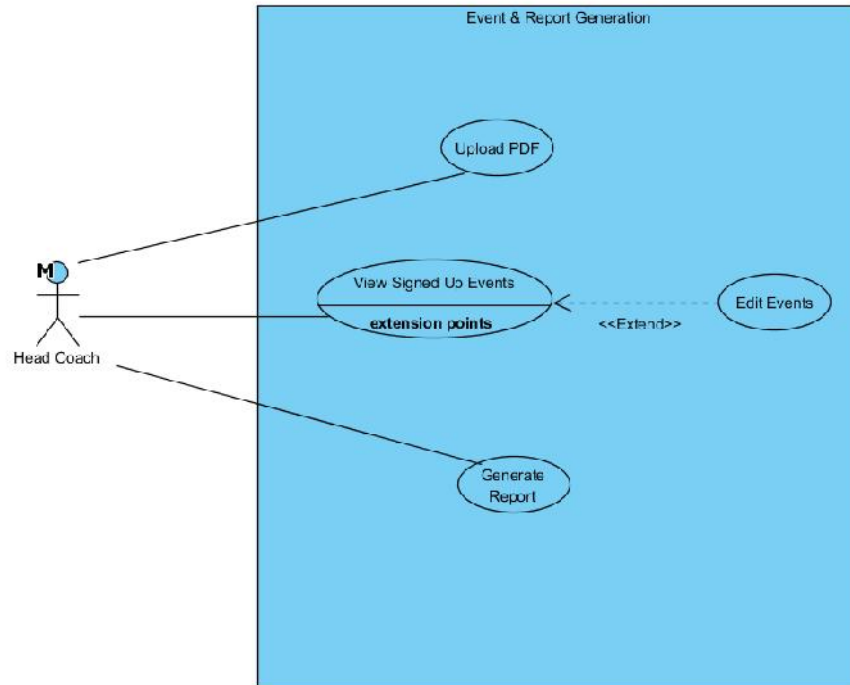 Event & Report Generation
Upload PDF
M
View Signed Up Events
extension points
Edit Events
<<Extend>>
Head Coach
Generate
Report